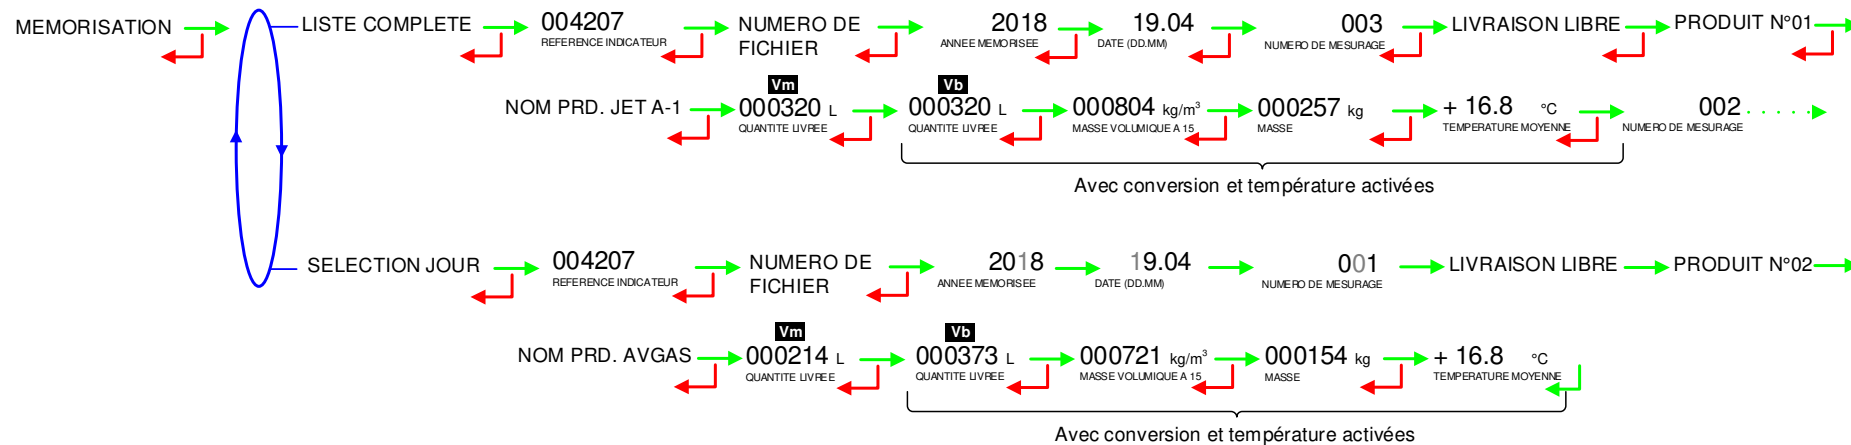 MEMORISATION
LISTE COMPLETE
004207
REFERENCE INDICATEUR
NUMERO DE
FICHIER
2018
ANNEE MEMORISEE
19.04
DATE (DD.MM)
003
NUMERO DE MESURAGE
LIVRAISON LIBRE
PRODUIT N°01
NOM PRD. JET A-1
Vm
000320 L
QUANTITE LIVREE
Vb
000320 L
QUANTITE LIVREE
000804 kg/m³
MASSE VOLUMIQUE A 15
000257 kg
MASSE
+ 16.8 °C
TEMPERATURE MOYENNE
002
NUMERO DE MESURAGE
Avec conversion et température activées
SELECTION JOUR
004207
REFERENCE INDICATEUR
NUMERO DE
FICHIER
2018
ANNEE MEMORISEE
19.04
DATE (DD.MM)
001
NUMERO DE MESURAGE
LIVRAISON LIBRE
PRODUIT N°02
NOM PRD. AVGAS
Vm
000214 L
QUANTITE LIVREE
Vb
000373 L
QUANTITE LIVREE
000721 kg/m³
MASSE VOLUMIQUE A 15
000154 kg
MASSE
+ 16.8 °C
TEMPERATURE MOYENNE
Avec conversion et température activées